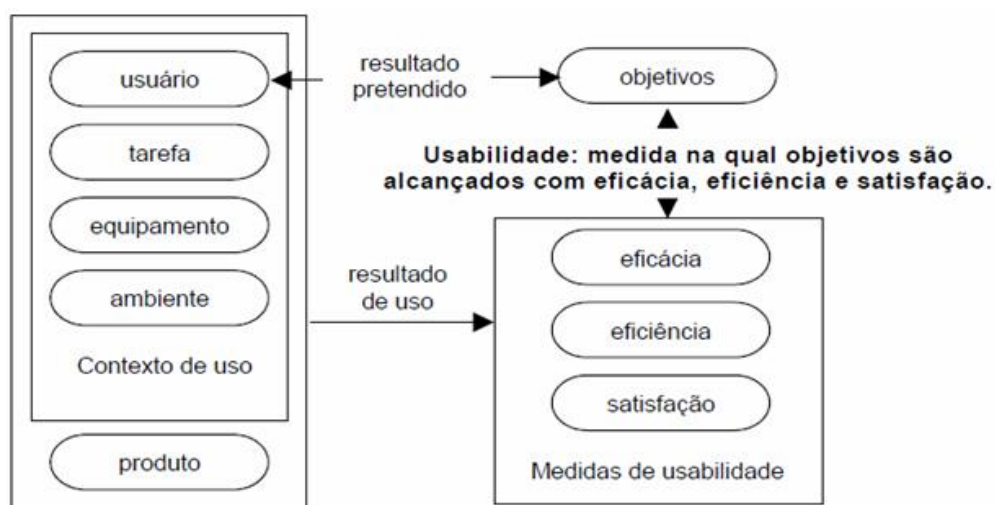 usuário
resultado
pretendido
objetivos
tarefa
Usabilidade: medida na qual objetivos são
alcançados com eficácia, eficiência e satisfação.
equipamento
ambiente
Contexto de uso
produto
resultado
de uso
eficácia
eficiência
satisfação
Medidas de usabilidade